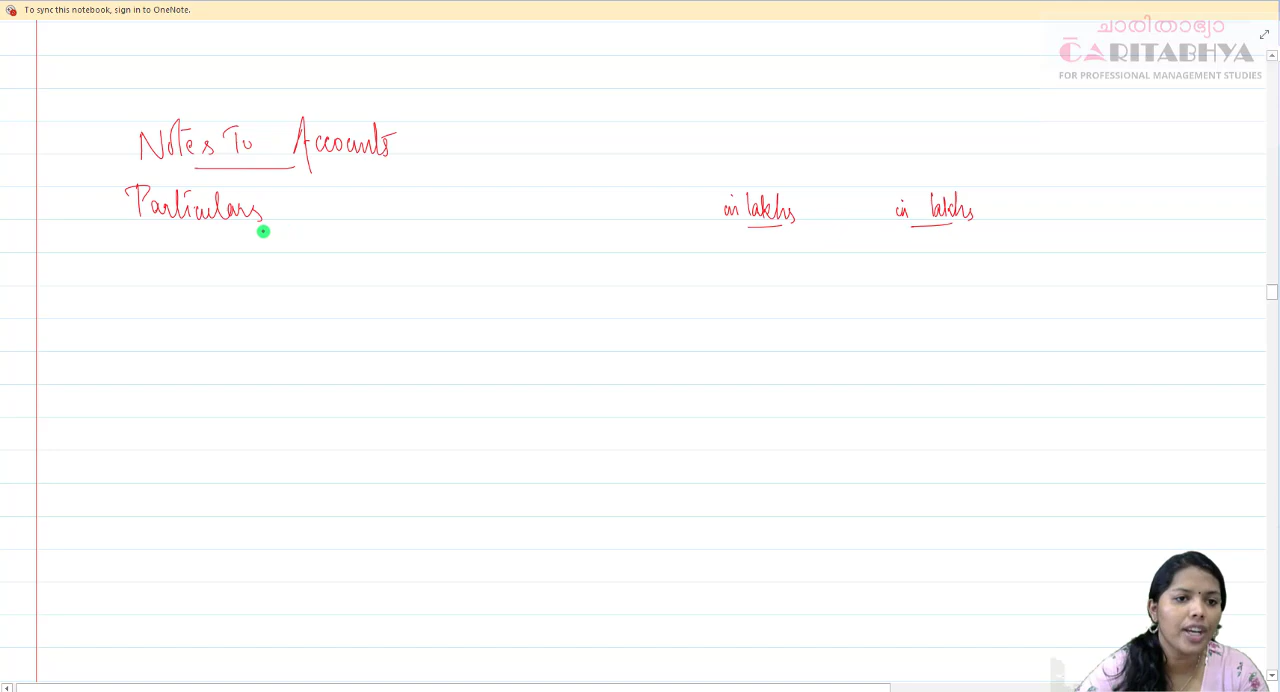 To sync this notebook, sign in to OneNote.
ചാരിതാഭ്യാ
CARITABHYA
FOR PROFESSIONAL MANAGEMENT STUDIES
Notes To Accounts
Particulars in lakhs in lakhs